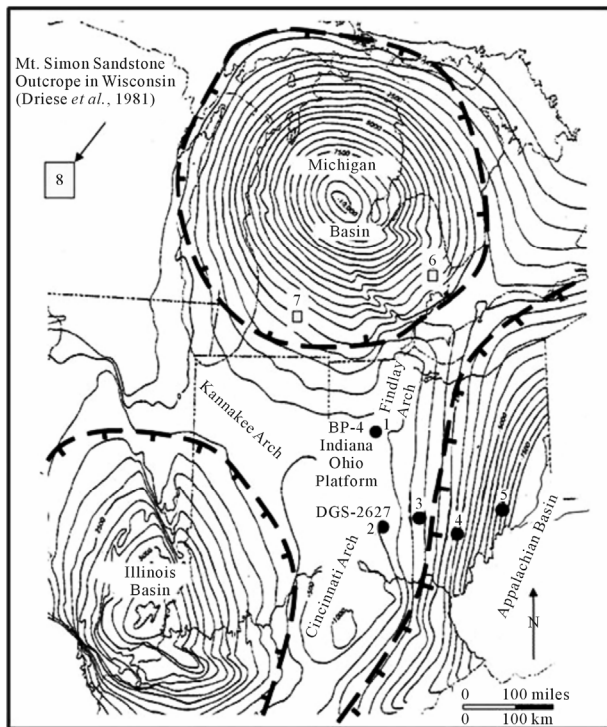 Mt. Simon Sandstone
Outcrope in Wisconsin
(Driese et al., 1981)
8
Michigan
Basin
7500
6
7
Kannakee Arch
Findlay
Arch
BP-4
1
Indiana
Ohio
Platform
DGS-2627
2
3
4
5
Illinois
Basin
Cincinnati Arch
Appalachian Basin
N
0 100 miles
0 100 km